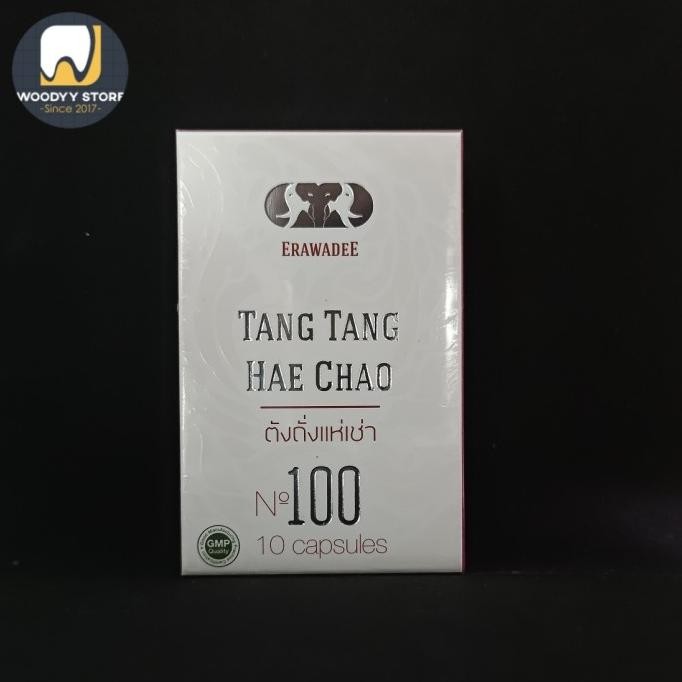 WOODYY STORE
-Since 2017-
ERAWADEE
TANG TANG
HAE CHAO
ตังถั่งแห่เช่า
Nº100
10 capsules
GMP
Quality